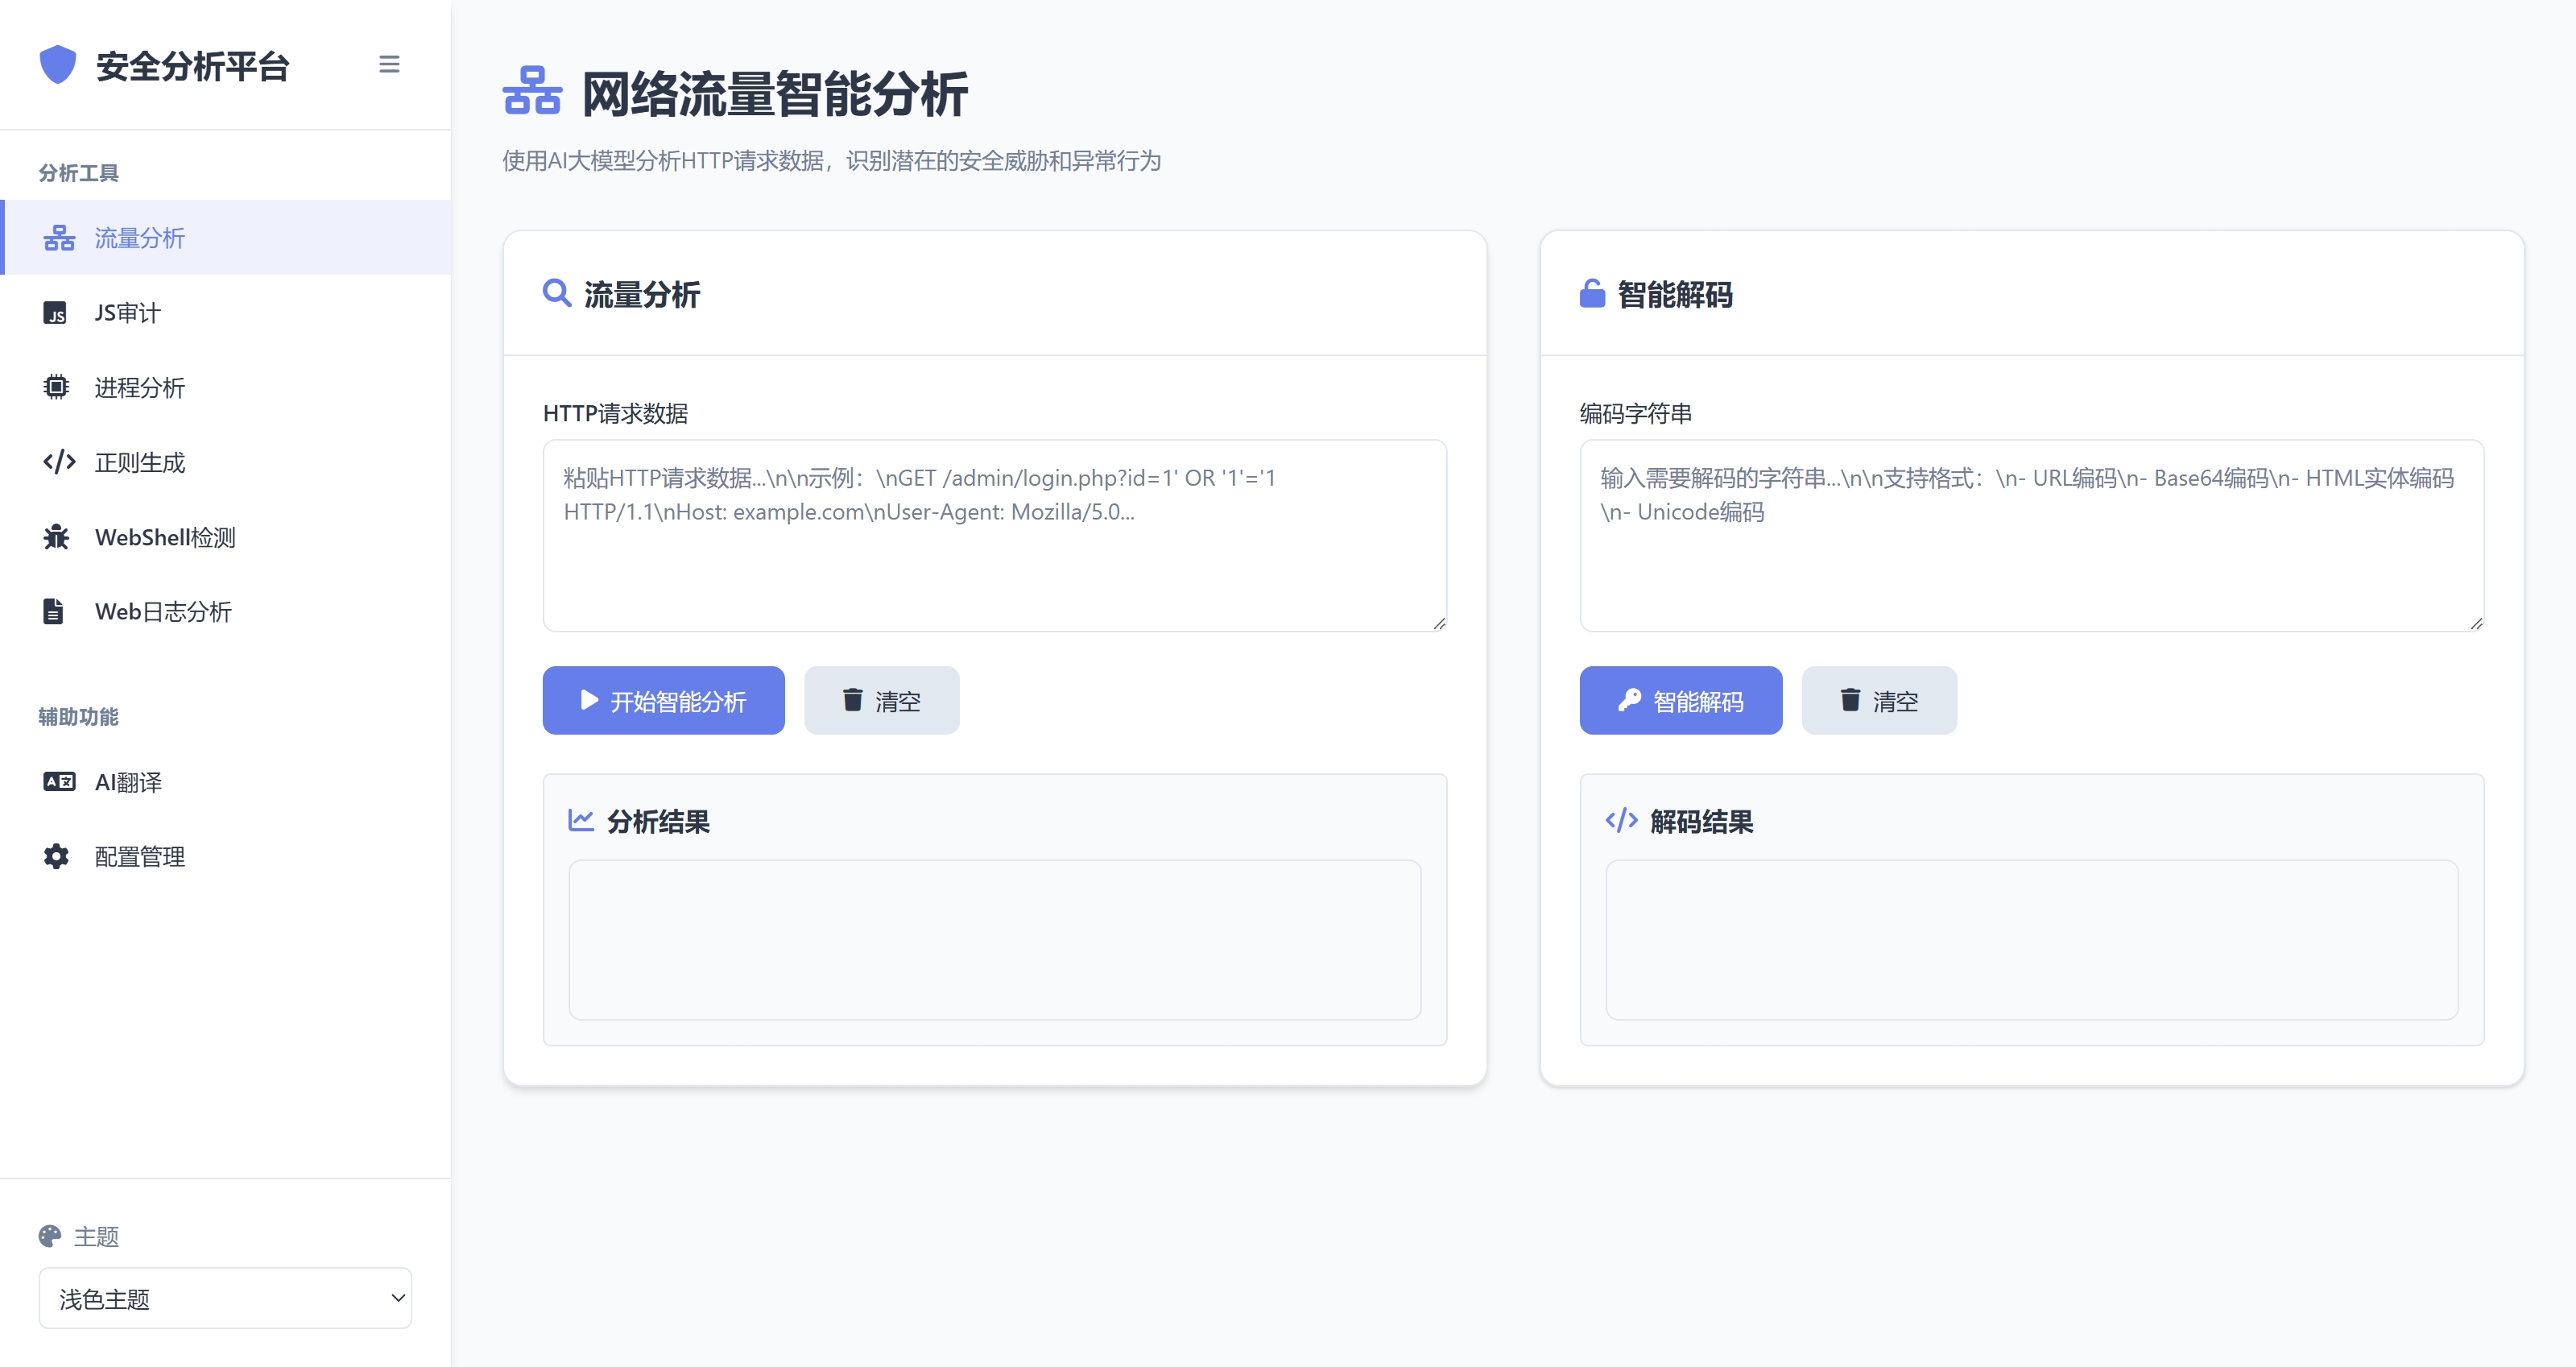 安全分析平台
分析工具
流量分析
JS审计
进程分析
正则生成
WebShell检测
Web日志分析
辅助功能
AI翻译
配置管理
主题
浅色主题
网络流量智能分析
使用AI大模型分析HTTP请求数据，识别潜在的安全威胁和异常行为
流量分析
HTTP请求数据
粘贴HTTP请求数据...\n\n示例：\nGET /admin/login.php?id=1' OR '1'='1
HTTP/1.1\nHost: example.com\nUser-Agent: Mozilla/5.0...
开始智能分析
清空
分析结果
智能解码
编码字符串
输入需要解码的字符串...\n\n支持格式：\n- URL编码\n- Base64编码\n- HTML实体编码
\n- Unicode编码
智能解码
清空
解码结果